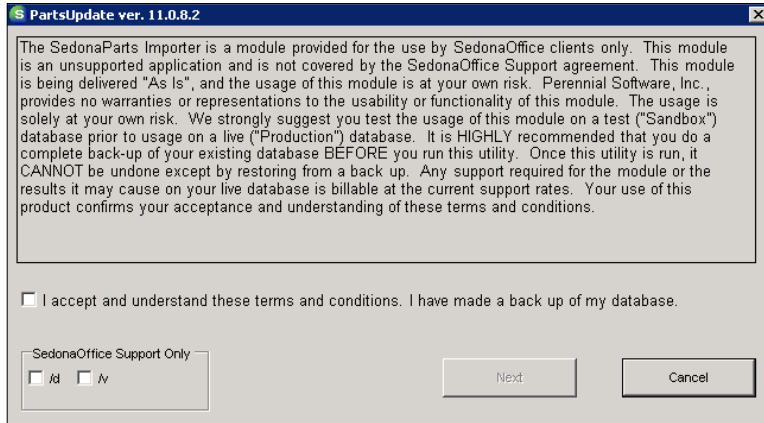 S PartsUpdate ver. 11.0.8.2
The SedonaParts Importer is a module provided for the use by SedonaOffice clients only. This module
is an unsupported application and is not covered by the SedonaOffice Support agreement. This module
is being delivered "As Is", and the usage of this module is at your own risk. Perennial Software, Inc.,
provides no warranties or representations to the usability or functionality of this module. The usage is
solely at your own risk. We strongly suggest you test the usage of this module on a test ("Sandbox")
database prior to usage on a live ("Production") database. It is HIGHLY recommended that you do a
complete back-up of your existing database BEFORE you run this utility. Once this utility is run, it
CANNOT be undone except by restoring from a back up. Any support required for the module or the
results it may cause on your live database is billable at the current support rates. Your use of this
product confirms your acceptance and understanding of these terms and conditions.
I accept and understand these terms and conditions. I have made a back up of my database.
SedonaOffice Support Only
/d /v
Next
Cancel